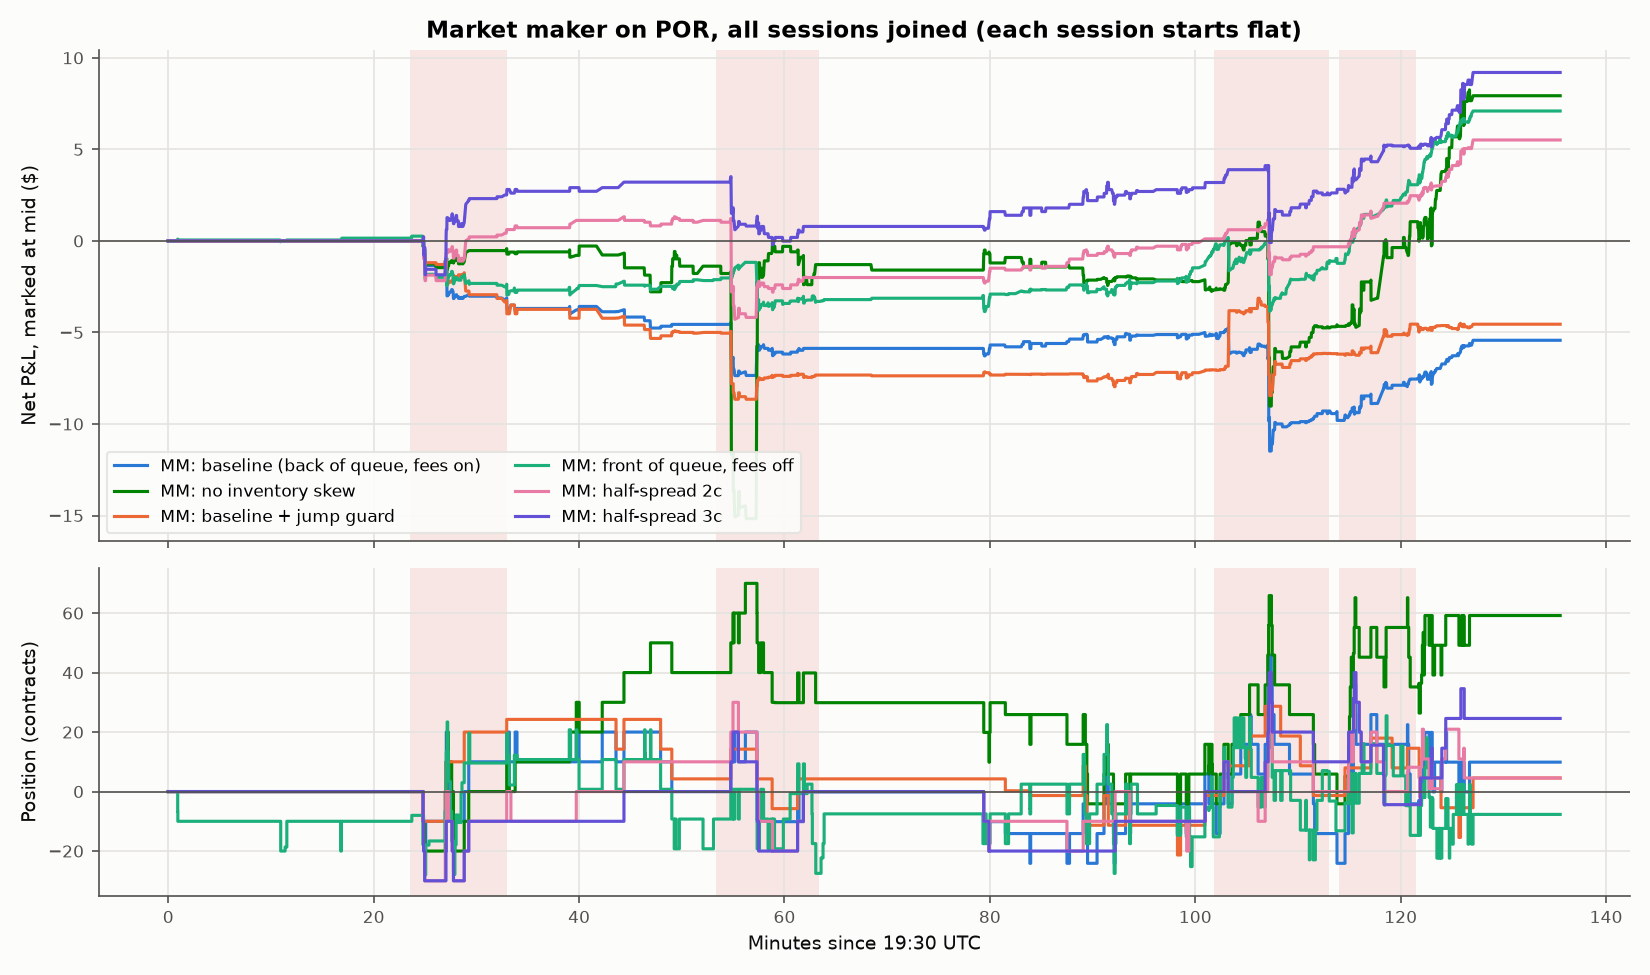 Market maker on POR, all sessions joined (each session starts flat)
Net P&L, marked at mid ($)
10
5
0
−5
−10
−15
MM: baseline (back of queue, fees on)
MM: no inventory skew
MM: baseline + jump guard
MM: front of queue, fees off
MM: half-spread 2c
MM: half-spread 3c
Position (contracts)
60
40
20
0
−20
0 20 40 60 80 100 120 140
Minutes since 19:30 UTC